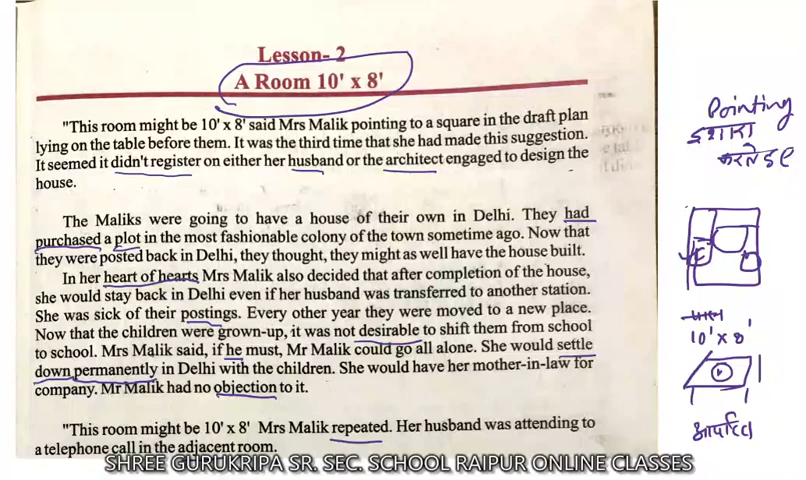 Lesson- 2
A Room 10' x 8'
"This room might be 10' x 8' said Mrs Malik pointing to a square in the draft plan
lying on the table before them. It was the third time that she had made this suggestion.
It seemed it didn't register on either her husband or the architect engaged to design the
house.
The Maliks were going to have a house of their own in Delhi. They had
purchased a plot in the most fashionable colony of the town sometime ago. Now that
they were posted back in Delhi, they thought, they might as well have the house built.
In her heart of hearts Mrs Malik also decided that after completion of the house,
she would stay back in Delhi even if her husband was transferred to another station.
She was sick of their postings. Every other year they were moved to a new place.
Now that the children were grown-up, it was not desirable to shift them from school
to school. Mrs Malik said, if he must, Mr Malik could go all alone. She would settle
down permanently in Delhi with the children. She would have her mother-in-law for
company. Mr Malik had no objection to it.
"This room might be 10' x 8' Mrs Malik repeated. Her husband was attending to
a telephone call in the adjacent room.
Pointing
इशारा
करते हुए
10' x 8'
SHREE GURUKRIPA SR. SEC. SCHOOL RAIPUR ONLINE CLASSES